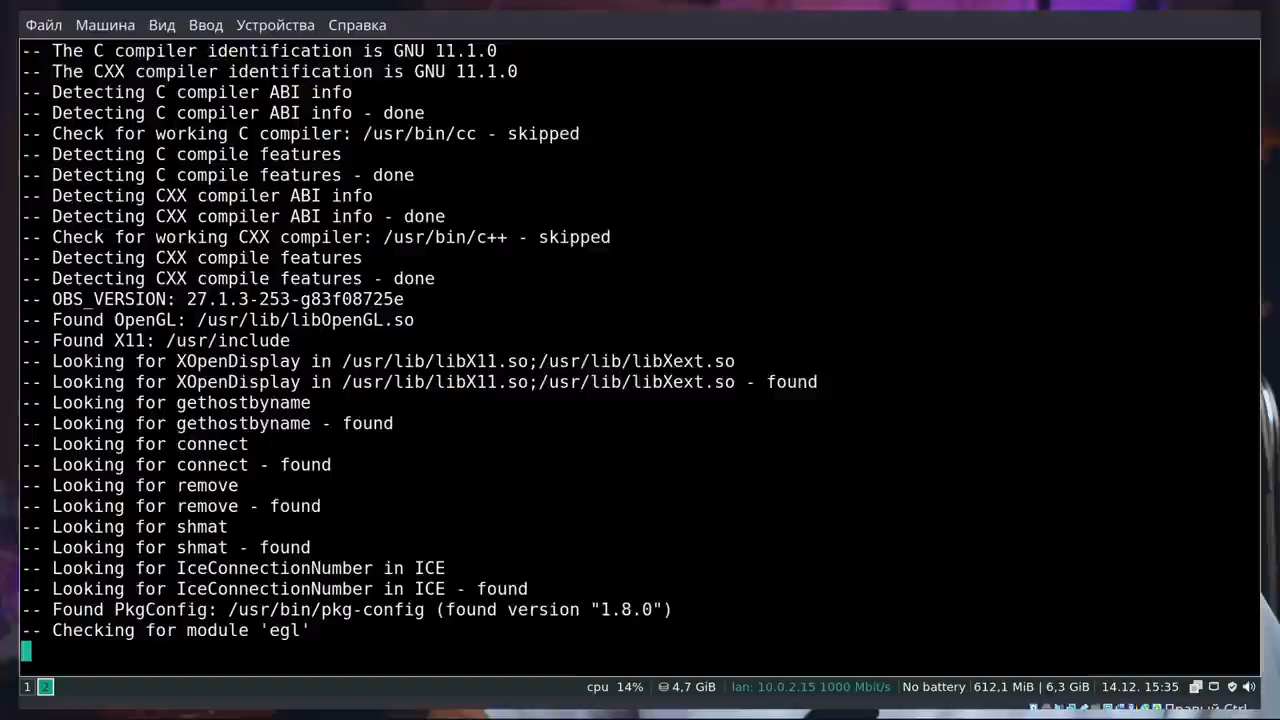 Файл Машина Вид Ввод Устройства Справка
-- The C compiler identification is GNU 11.1.0
-- The CXX compiler identification is GNU 11.1.0
-- Detecting C compiler ABI info
-- Detecting C compiler ABI info - done
-- Check for working C compiler: /usr/bin/cc - skipped
-- Detecting C compile features
-- Detecting C compile features - done
-- Detecting CXX compiler ABI info
-- Detecting CXX compiler ABI info - done
-- Check for working CXX compiler: /usr/bin/c++ - skipped
-- Detecting CXX compile features
-- Detecting CXX compile features - done
-- OBS_VERSION: 27.1.3-253-g83f08725e
-- Found OpenGL: /usr/lib/libOpenGL.so
-- Found X11: /usr/include
-- Looking for XOpenDisplay in /usr/lib/libX11.so;/usr/lib/libXext.so
-- Looking for XOpenDisplay in /usr/lib/libX11.so;/usr/lib/libXext.so - found
-- Looking for gethostbyname
-- Looking for gethostbyname - found
-- Looking for connect
-- Looking for connect - found
-- Looking for remove
-- Looking for remove - found
-- Looking for shmat
-- Looking for shmat - found
-- Looking for IceConnectionNumber in ICE
-- Looking for IceConnectionNumber in ICE - found
-- Found PkgConfig: /usr/bin/pkg-config (found version "1.8.0")
-- Checking for module 'egl'
1 2 cpu 14% 4,7 GiB lan: 10.0.2.15 1000 Mbit/s No battery 612,1 MiB | 6,3 GiB 14.12. 15:35
Правый Ctrl